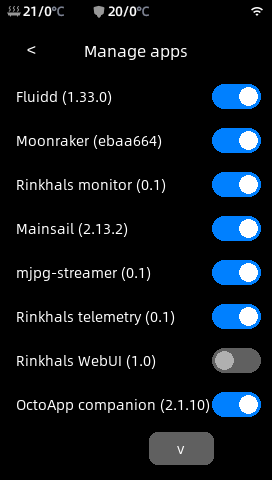 21/0°C 20/0°C
< Manage apps
Fluidd (1.33.0)
Moonraker (ebaa664)
Rinkhals monitor (0.1)
Mainsail (2.13.2)
mjpg-streamer (0.1)
Rinkhals telemetry (0.1)
Rinkhals WebUI (1.0)
OctoApp companion (2.1.10)
v